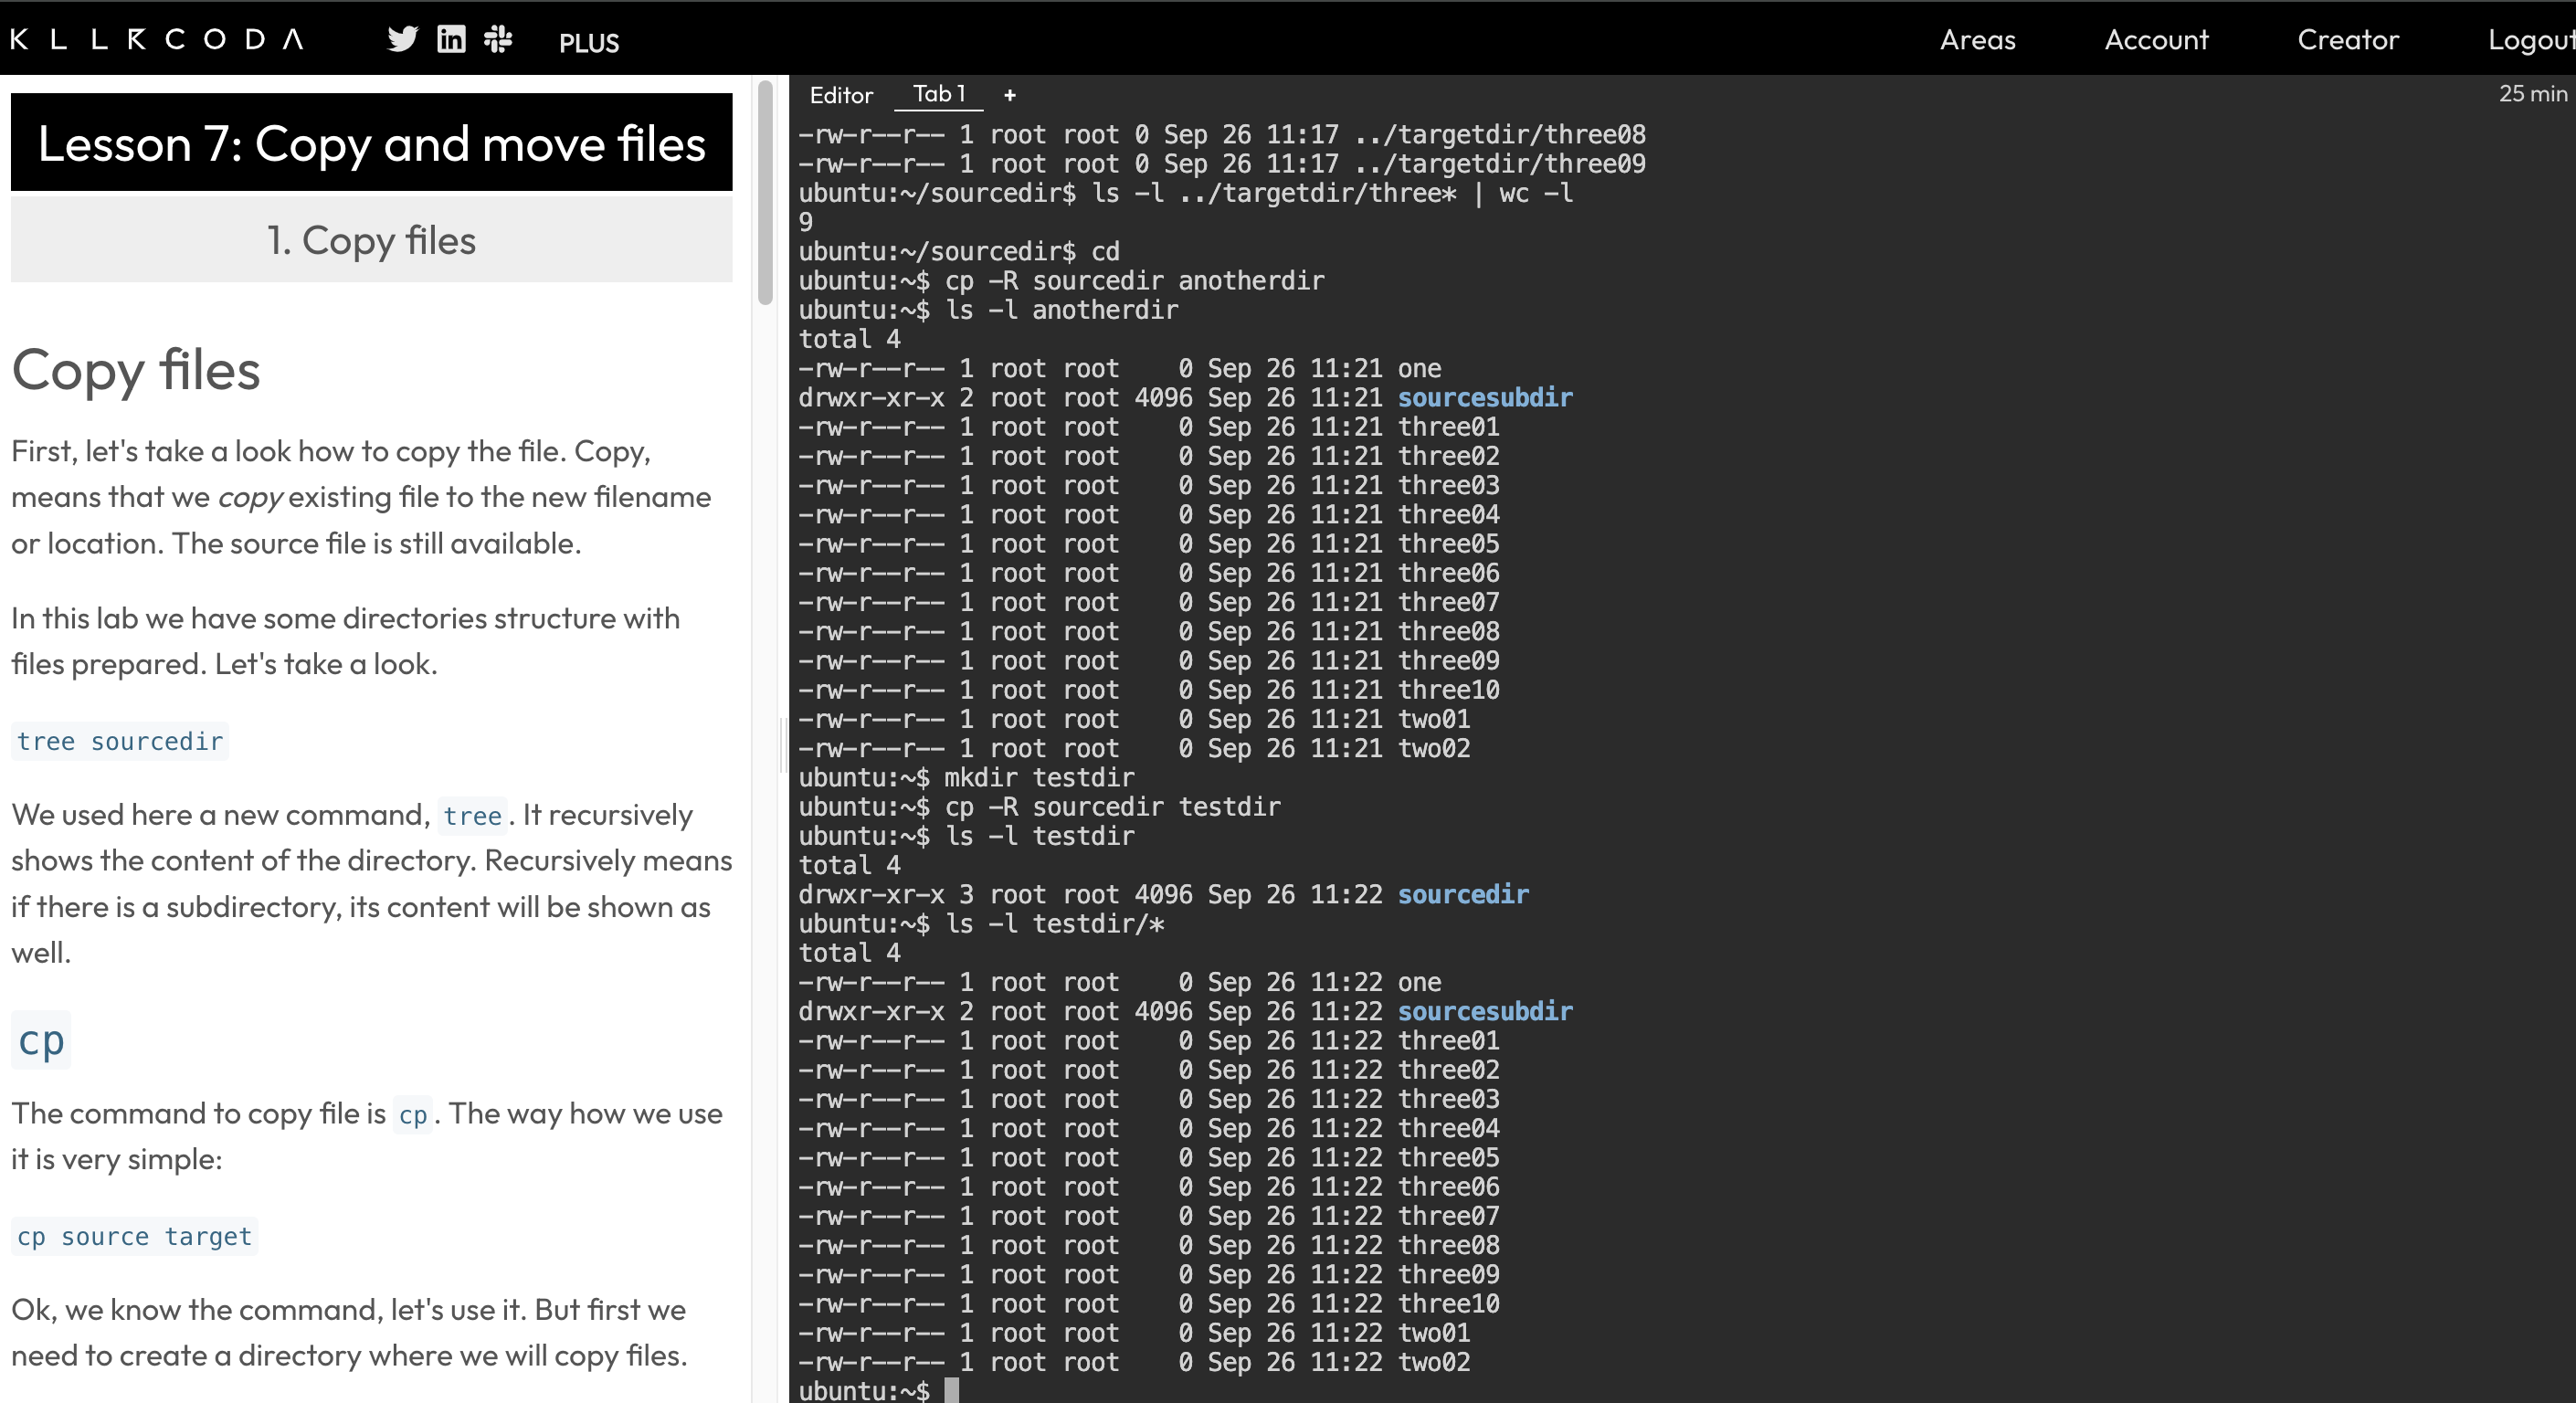 KLLRCODA PLUS Areas Account Creator Logout
Lesson 7: Copy and move files
1. Copy files
Copy files
First, let's take a look how to copy the file. Copy,
means that we copy existing file to the new filename
or location. The source file is still available.
In this lab we have some directories structure with
files prepared. Let's take a look.
tree sourcedir
We used here a new command, tree. It recursively
shows the content of the directory. Recursively means
if there is a subdirectory, its content will be shown as
well.
cp
The command to copy file is cp. The way how we use
it is very simple:
cp source target
Ok, we know the command, let's use it. But first we
need to create a directory where we will copy files.
Editor Tab 1 + 25 min
-rw-r--r-- 1 root root 0 Sep 26 11:17 ../targetdir/three08
-rw-r--r-- 1 root root 0 Sep 26 11:17 ../targetdir/three09
ubuntu:~/sourcedir$ ls -l ../targetdir/three* | wc -l
9
ubuntu:~/sourcedir$ cd
ubuntu:~$ cp -R sourcedir anotherdir
ubuntu:~$ ls -l anotherdir
total 4
-rw-r--r-- 1 root root    0 Sep 26 11:21 one
drwxr-xr-x 2 root root 4096 Sep 26 11:21 sourcesubdir
-rw-r--r-- 1 root root    0 Sep 26 11:21 three01
-rw-r--r-- 1 root root    0 Sep 26 11:21 three02
-rw-r--r-- 1 root root    0 Sep 26 11:21 three03
-rw-r--r-- 1 root root    0 Sep 26 11:21 three04
-rw-r--r-- 1 root root    0 Sep 26 11:21 three05
-rw-r--r-- 1 root root    0 Sep 26 11:21 three06
-rw-r--r-- 1 root root    0 Sep 26 11:21 three07
-rw-r--r-- 1 root root    0 Sep 26 11:21 three08
-rw-r--r-- 1 root root    0 Sep 26 11:21 three09
-rw-r--r-- 1 root root    0 Sep 26 11:21 three10
-rw-r--r-- 1 root root    0 Sep 26 11:21 two01
-rw-r--r-- 1 root root    0 Sep 26 11:21 two02
ubuntu:~$ mkdir testdir
ubuntu:~$ cp -R sourcedir testdir
ubuntu:~$ ls -l testdir
total 4
drwxr-xr-x 3 root root 4096 Sep 26 11:22 sourcedir
ubuntu:~$ ls -l testdir/*
total 4
-rw-r--r-- 1 root root    0 Sep 26 11:22 one
drwxr-xr-x 2 root root 4096 Sep 26 11:22 sourcesubdir
-rw-r--r-- 1 root root    0 Sep 26 11:22 three01
-rw-r--r-- 1 root root    0 Sep 26 11:22 three02
-rw-r--r-- 1 root root    0 Sep 26 11:22 three03
-rw-r--r-- 1 root root    0 Sep 26 11:22 three04
-rw-r--r-- 1 root root    0 Sep 26 11:22 three05
-rw-r--r-- 1 root root    0 Sep 26 11:22 three06
-rw-r--r-- 1 root root    0 Sep 26 11:22 three07
-rw-r--r-- 1 root root    0 Sep 26 11:22 three08
-rw-r--r-- 1 root root    0 Sep 26 11:22 three09
-rw-r--r-- 1 root root    0 Sep 26 11:22 three10
-rw-r--r-- 1 root root    0 Sep 26 11:22 two01
-rw-r--r-- 1 root root    0 Sep 26 11:22 two02
ubuntu:~$